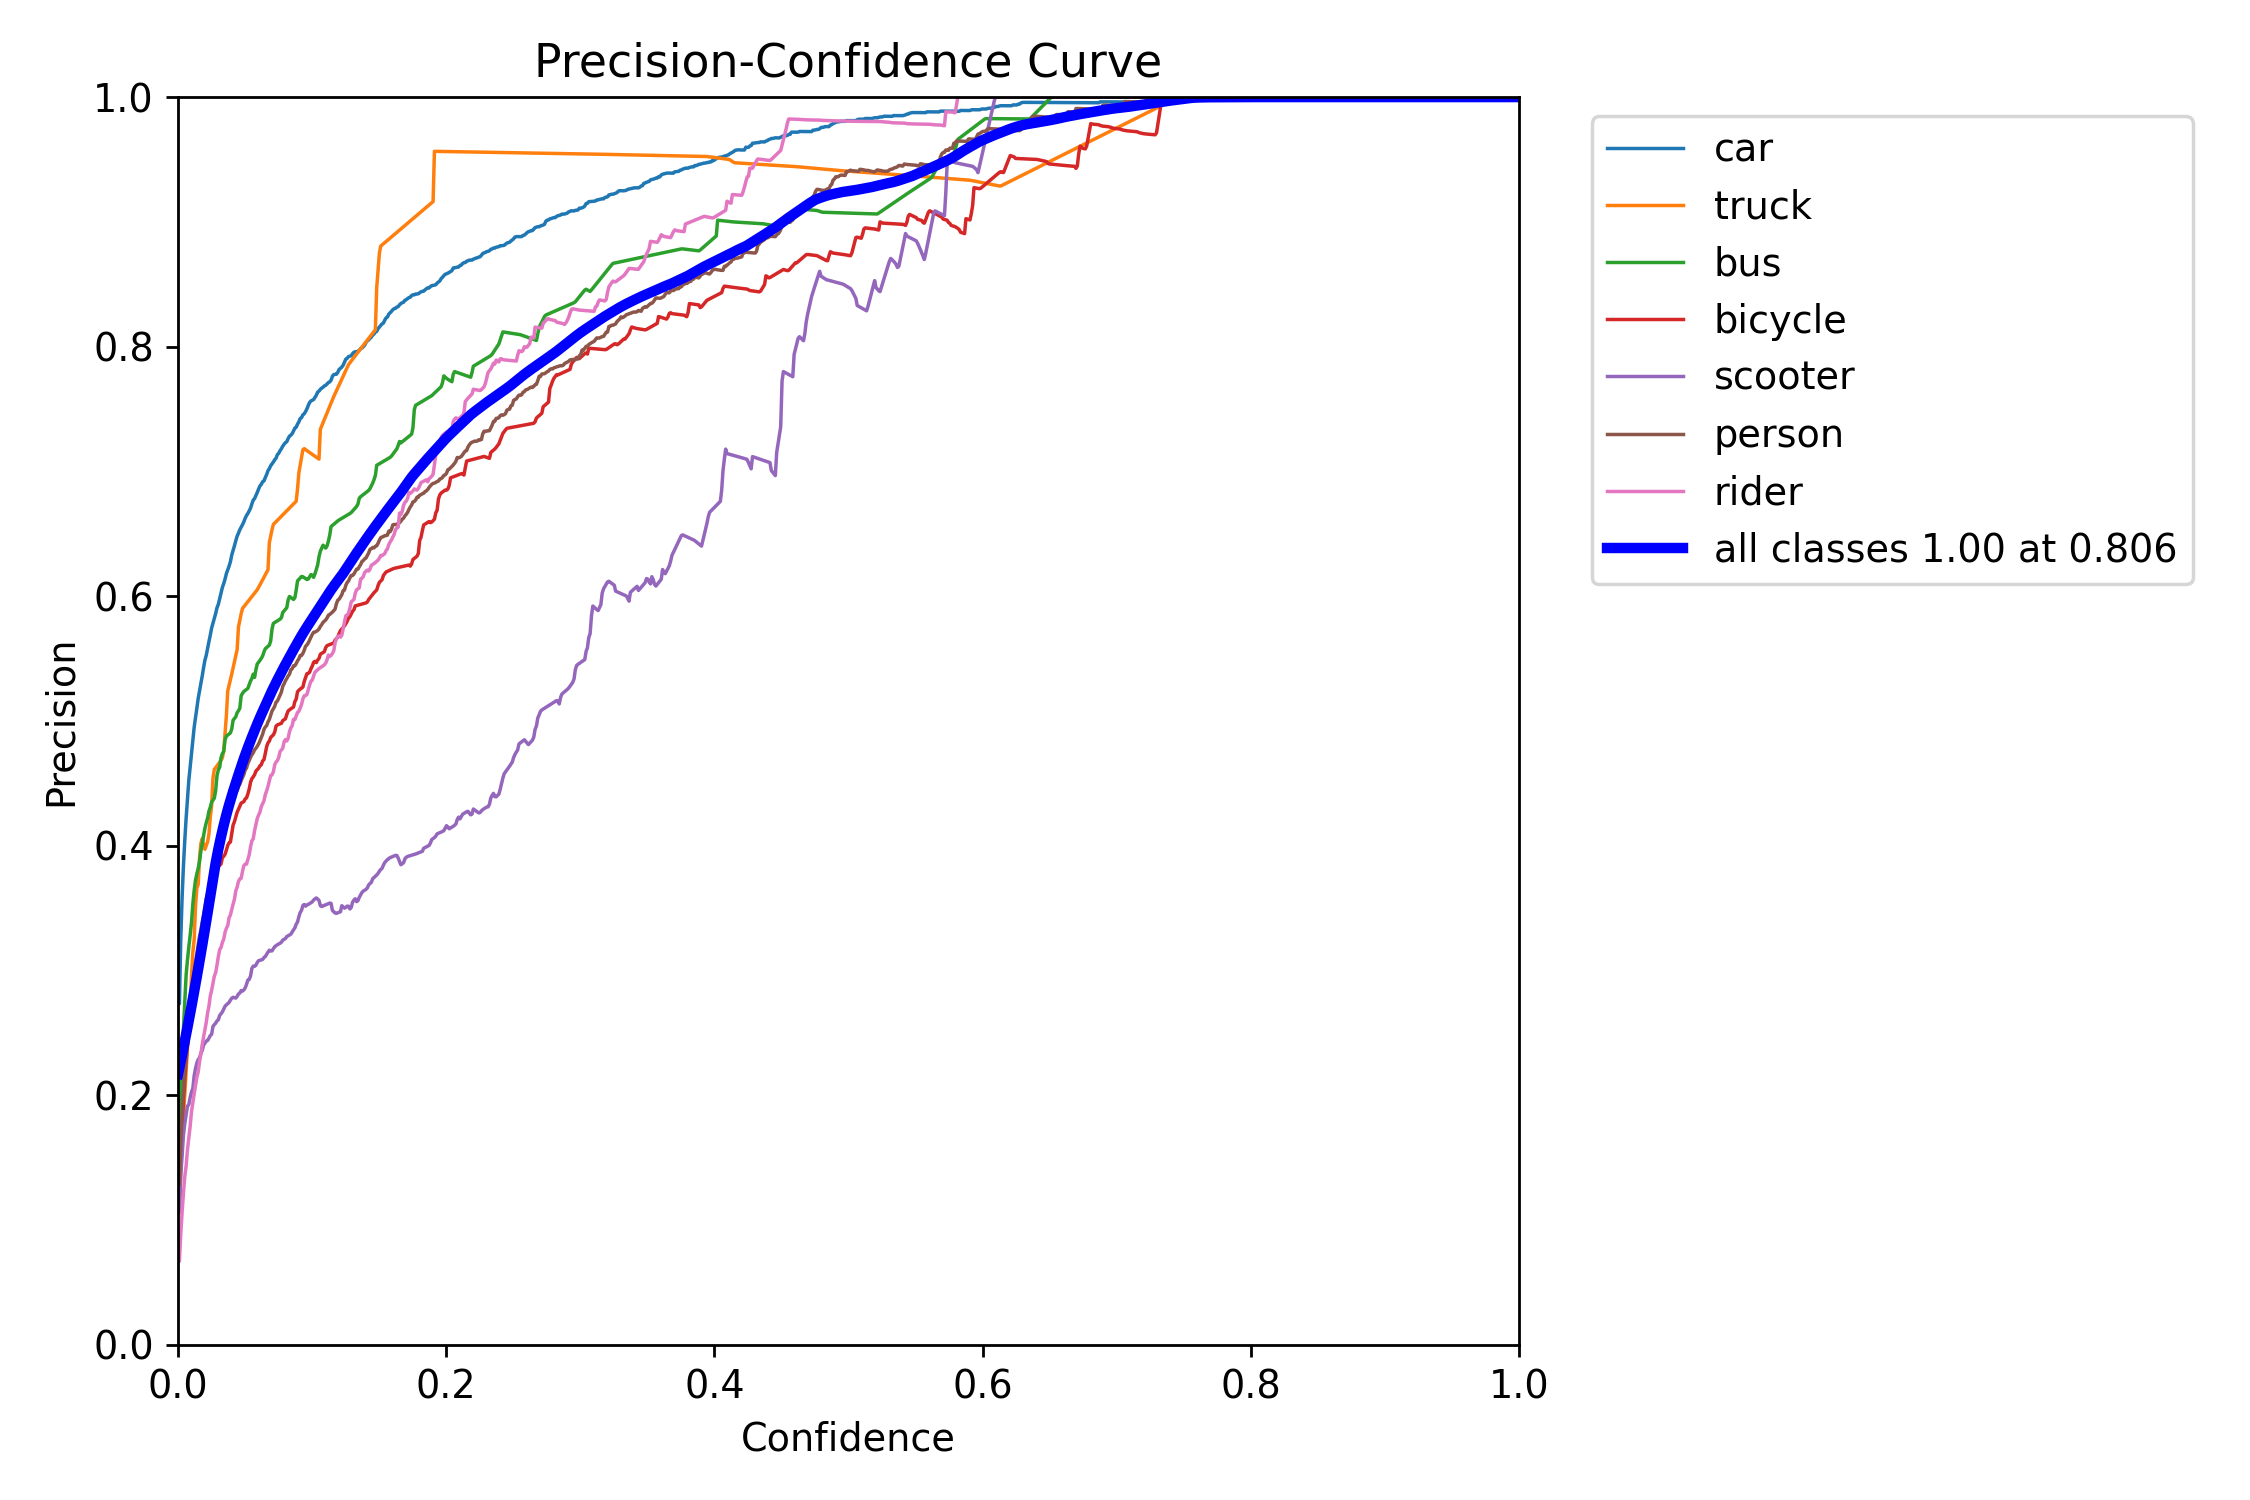 Precision-Confidence Curve
1.0
0.8
0.6
0.4
0.2
0.0
Precision
0.0 0.2 0.4 0.6 0.8 1.0
Confidence
car
truck
bus
bicycle
scooter
person
rider
all classes 1.00 at 0.806